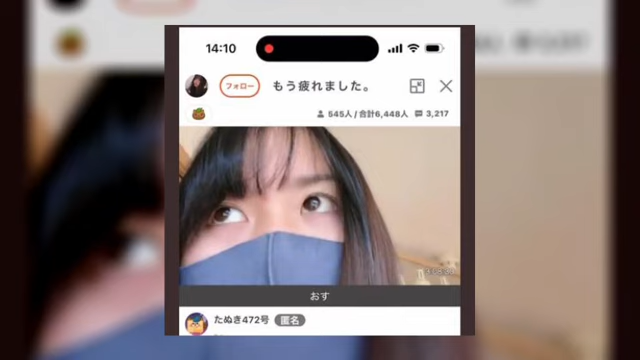 14:10
フォロー
もう疲れました。
545人 / 合計6,448人 3,217
おす
たぬき472号 匿名